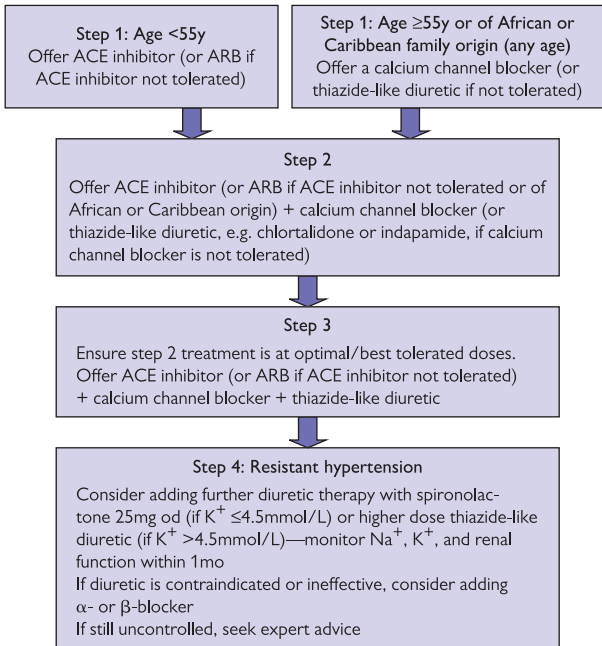 Step 1: Age <55y
Offer ACE inhibitor (or ARB if
ACE inhibitor not tolerated)
Step 1: Age ≥55y or of African or
Caribbean family origin (any age)
Offer a calcium channel blocker (or
thiazide-like diuretic if not tolerated)
Step 2
Offer ACE inhibitor (or ARB if ACE inhibitor not tolerated or of
African or Caribbean origin) + calcium channel blocker (or
thiazide-like diuretic, e.g. chlortalidone or indapamide, if calcium
channel blocker is not tolerated)
Step 3
Ensure step 2 treatment is at optimal/best tolerated doses.
Offer ACE inhibitor (or ARB if ACE inhibitor not tolerated)
+ calcium channel blocker + thiazide-like diuretic
Step 4: Resistant hypertension
Consider adding further diuretic therapy with spironolac-
tone 25mg od (if K⁺ ≤4.5mmol/L) or higher dose thiazide-like
diuretic (if K⁺ >4.5mmol/L)—monitor Na⁺, K⁺, and renal
function within 1mo
If diuretic is contraindicated or ineffective, consider adding
α- or β-blocker
If still uncontrolled, seek expert advice